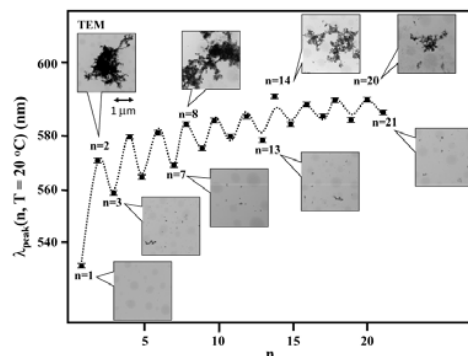 TEM
600
580
560
540
λpeak(n, T = 20 °C) (nm)
1 μm
n=2
n=8
n=14
n=20
n=1
n=3
n=7
n=13
n=21
5
10
15
20
n